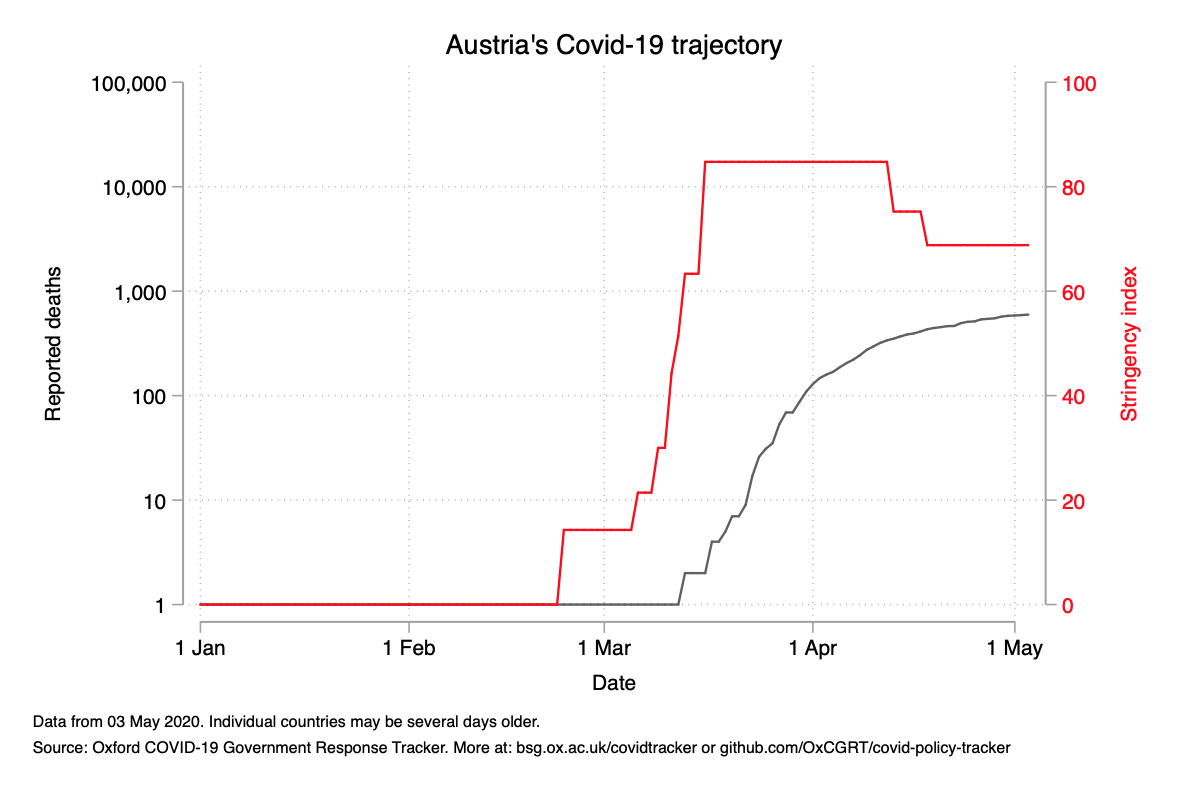 Austria's Covid-19 trajectory
100,000
10,000
1,000
100
10
1
Reported deaths
100
80
60
40
20
0
Stringency index
1 Jan
1 Feb
1 Mar
1 Apr
1 May
Date
Data from 03 May 2020. Individual countries may be several days older.
Source: Oxford COVID-19 Government Response Tracker. More at: bsg.ox.ac.uk/covidtracker or github.com/OxCGRT/covid-policy-tracker